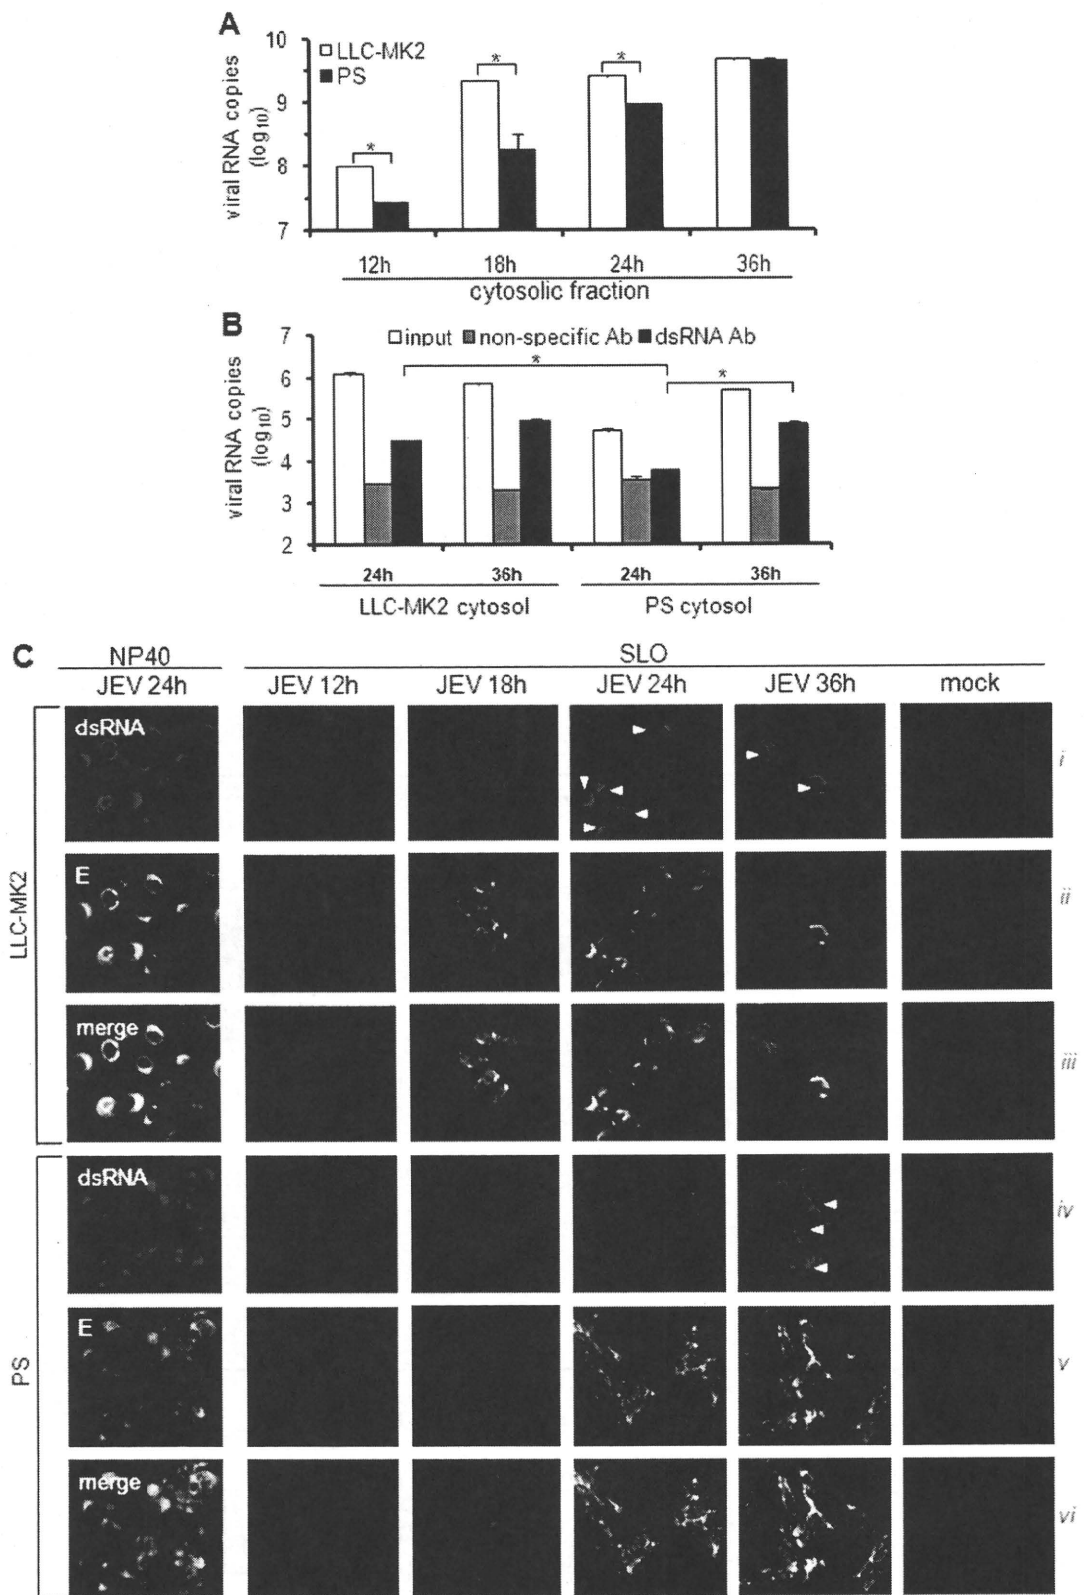 A
viral RNA copies
(log10)
10
9
8
7
LLC-MK2
PS
*
*
*
12h 18h 24h 36h
cytosolic fraction
B
viral RNA copies
(log10)
7
6
5
4
3
2
input non-specific Ab dsRNA Ab
*
*
24h 36h 24h 36h
LLC-MK2 cytosol PS cytosol
C
NP40 SLO
JEV 24h JEV 12h JEV 18h JEV 24h JEV 36h mock
LLC-MK2
dsRNA
i
E
ii
merge
iii
PS
dsRNA
iv
E
v
merge
vi